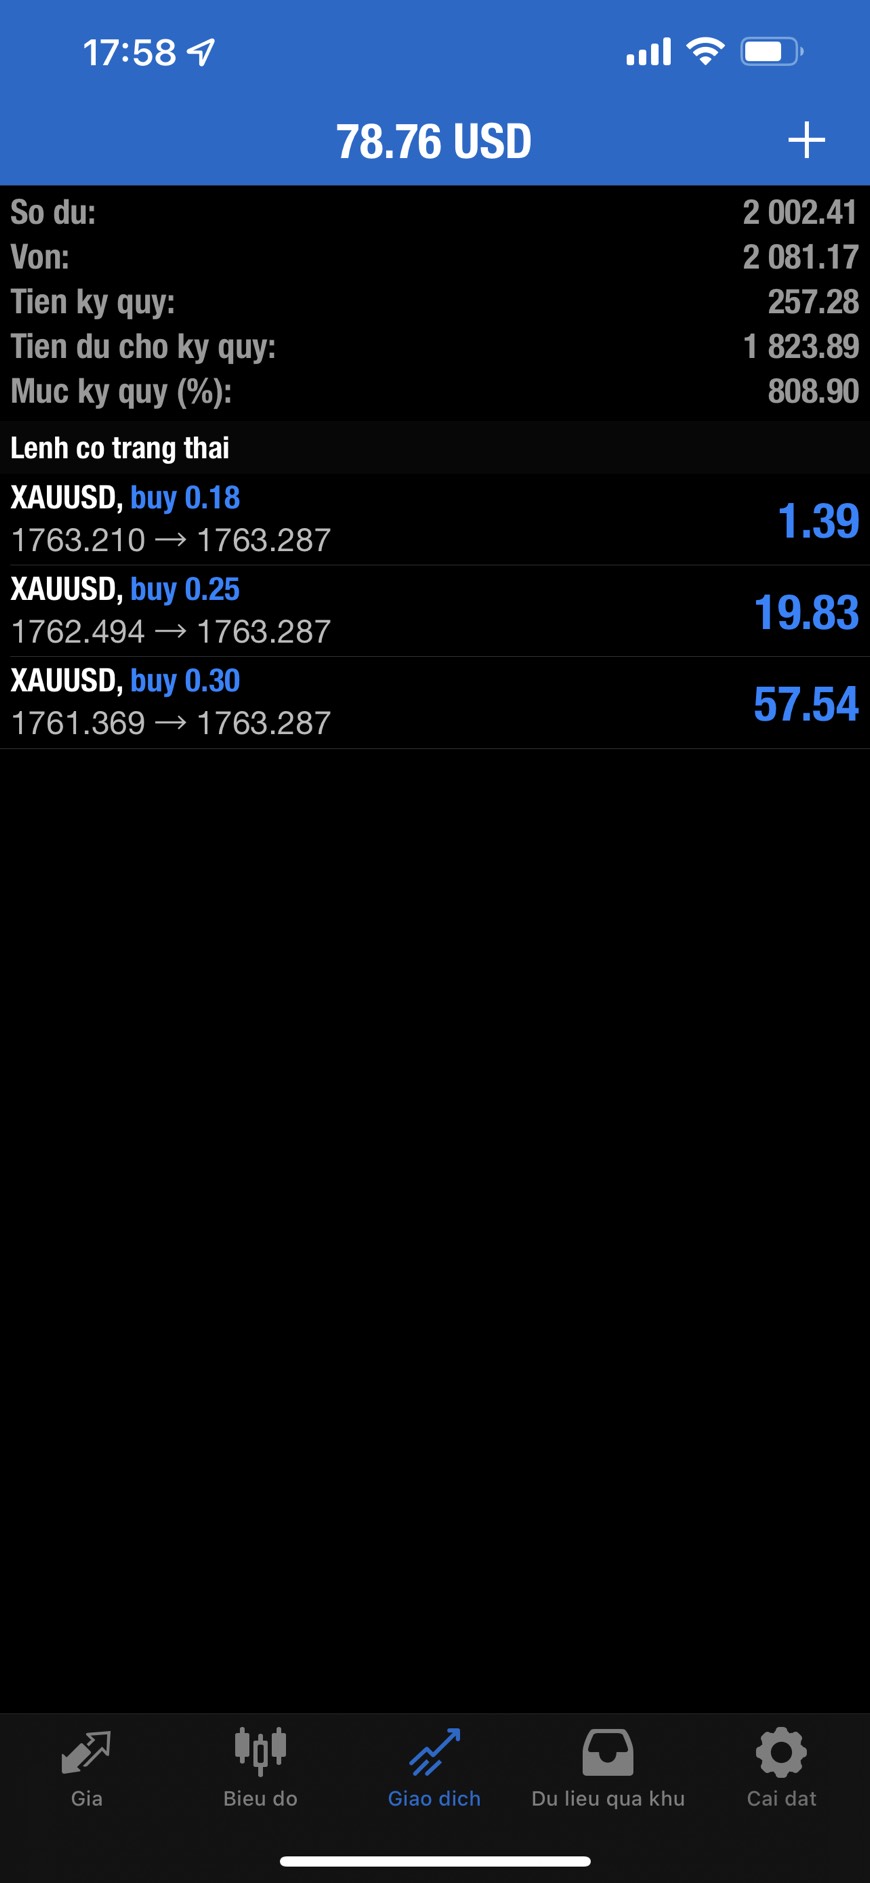 17:58
78.76 USD
So du: 2 002.41
Von: 2 081.17
Tien ky quy: 257.28
Tien du cho ky quy: 1 823.89
Muc ky quy (%): 808.90
Lenh co trang thai
XAUUSD, buy 0.18
1763.210 → 1763.287 1.39
XAUUSD, buy 0.25
1762.494 → 1763.287 19.83
XAUUSD, buy 0.30
1761.369 → 1763.287 57.54
Gia Bieu do Giao dich Du lieu qua khu Cai dat